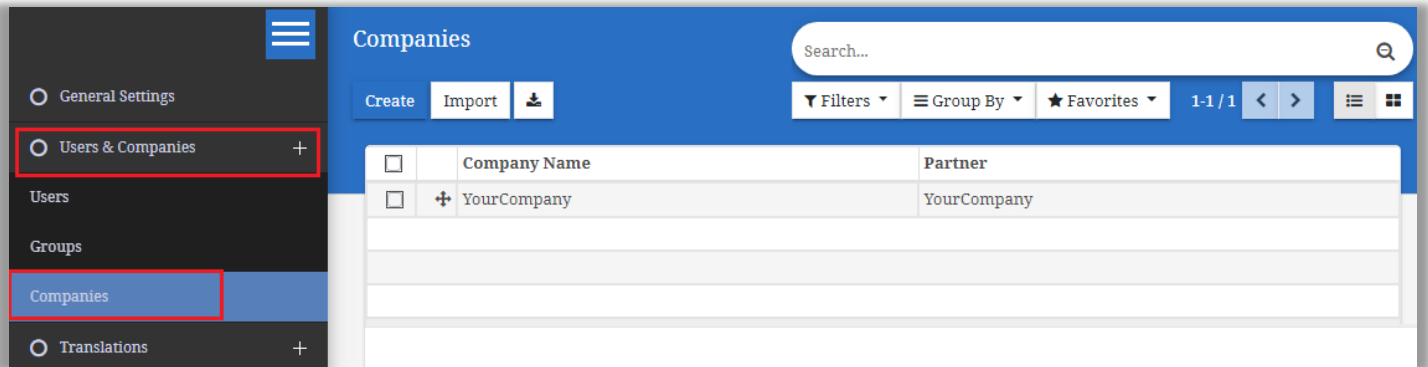 General Settings
Users & Companies
Users
Groups
Companies
Translations
Companies
Search...
Create Import
Filters Group By Favorites 1-1 / 1
Company Name Partner
YourCompany YourCompany